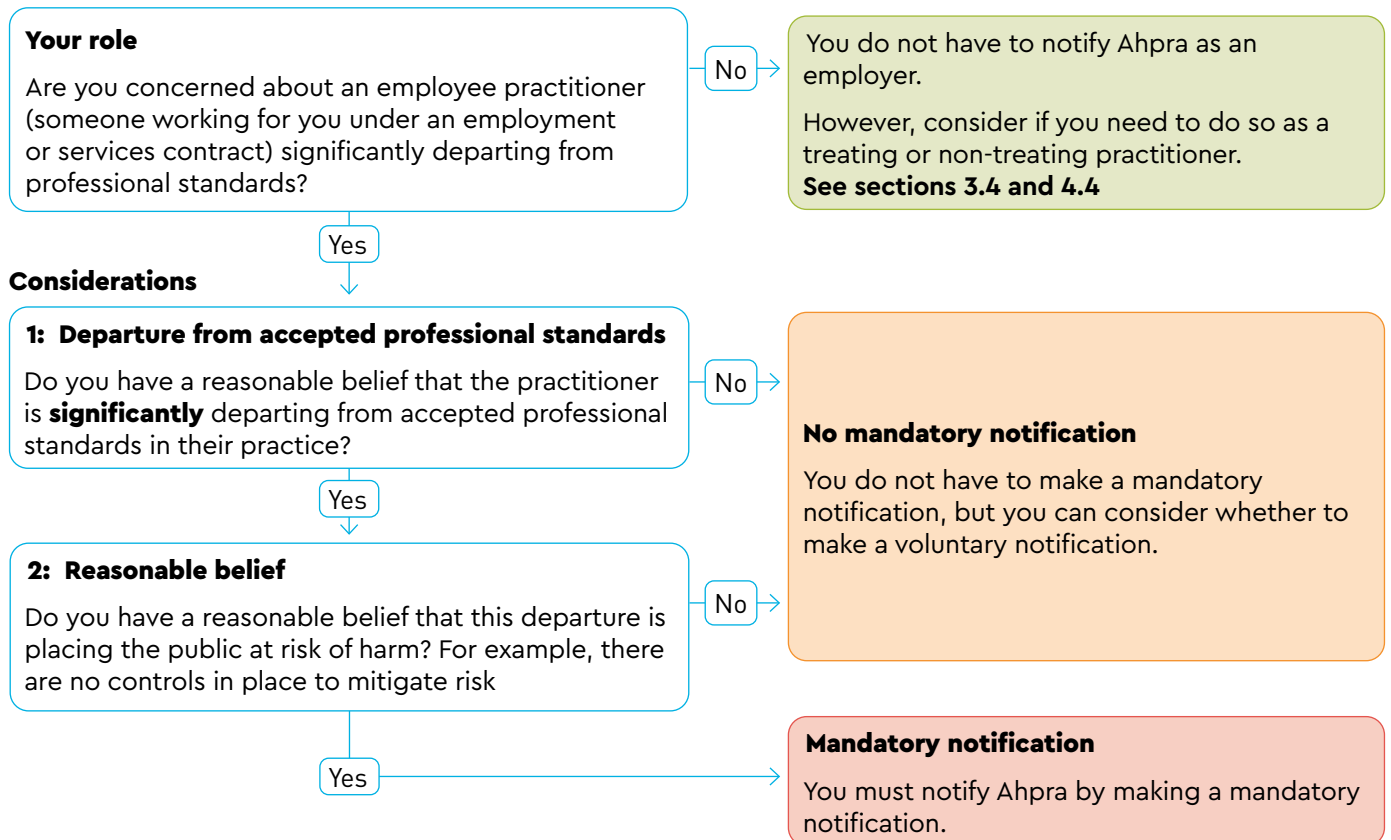 Your role
Are you concerned about an employee practitioner
(someone working for you under an employment
or services contract) significantly departing from
professional standards?
No
You do not have to notify Ahpra as an
employer.
However, consider if you need to do so as a
treating or non-treating practitioner.
See sections 3.4 and 4.4
Yes
Considerations
1: Departure from accepted professional standards
Do you have a reasonable belief that the practitioner
is significantly departing from accepted professional
standards in their practice?
No
Yes
2: Reasonable belief
Do you have a reasonable belief that this departure is
placing the public at risk of harm? For example, there
are no controls in place to mitigate risk
No
No mandatory notification
You do not have to make a mandatory
notification, but you can consider whether to
make a voluntary notification.
Yes
Mandatory notification
You must notify Ahpra by making a mandatory
notification.